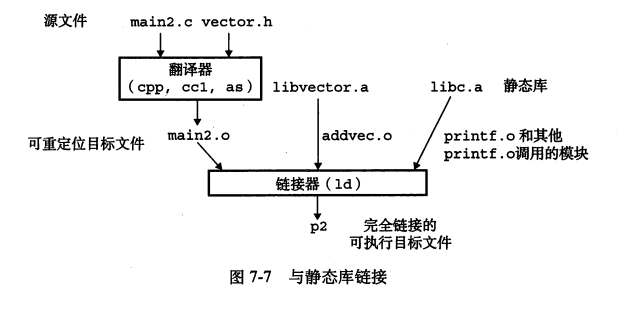 源文件 main2.c vector.h
翻译器
(cpp, cc1, as)
libvector.a
libc.a 静态库
可重定位目标文件
main2.o
addvec.o
printf.o 和其他
printf.o调用的模块
链接器(ld)
p2
完全链接的
可执行目标文件
图 7-7 与静态库链接